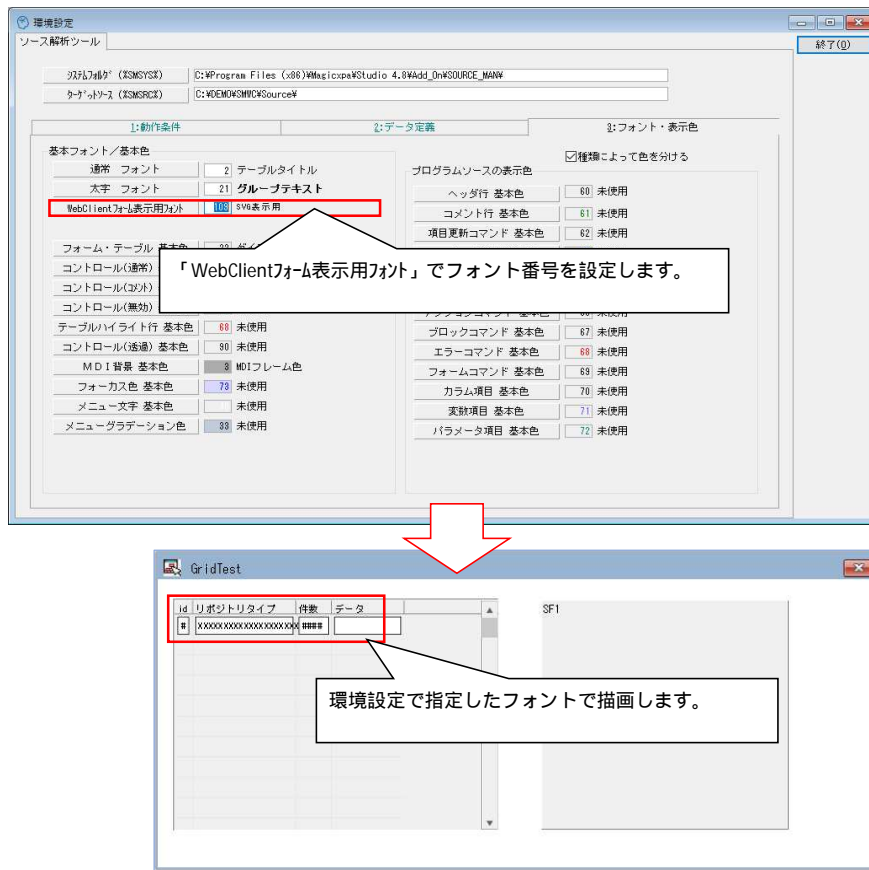 環境設定
ソース解析ツール
終了(O)
ｼｽﾃﾑﾌｫﾙﾀﾞ (%SMSYS%) C:¥Program Files (x86)¥Magicxpa¥Studio 4.8¥Add_On¥SOURCE_MAN¥
ﾀｰｹﾞｯﾄｿｰｽ (%SMSRC%) C:¥DEMO¥SMWC¥Source¥
1:動作条件 2:データ定義 3:フォント・表示色
基本フォント／基本色
通常 フォント 2 テーブルタイトル
太字 フォント 21 グループテキスト
WebClientﾌｫｰﾑ表示用ﾌｫﾝﾄ 109 SVG表示用
フォーム・テーブル 基本色
コントロール(通常)
コントロール(ｺﾒﾝﾄ)
コントロール(無効)
テーブルハイライト行 基本色 68 未使用
コントロール(透過) 基本色 90 未使用
ＭＤＩ背景 基本色 3 MDIフレーム色
フォーカス色 基本色 73 未使用
メニュー文字 基本色 未使用
メニューグラデーション色 33 未使用
☑種類によって色を分ける
プログラムソースの表示色
ヘッダ行 基本色 60 未使用
コメント行 基本色 61 未使用
項目更新コマンド 基本色 62 未使用
ブロックコマンド 基本色 67 未使用
エラーコマンド 基本色 68 未使用
フォームコマンド 基本色 69 未使用
カラム項目 基本色 70 未使用
変数項目 基本色 71 未使用
パラメータ項目 基本色 72 未使用
「WebClientﾌｫｰﾑ表示用ﾌｫﾝﾄ」でフォント番号を設定します。
GridTest
id リポジトリタイプ 件数 データ
# XXXXXXXXXXXXXXXXXXXX ####
SF1
環境設定で指定したフォントで描画します。